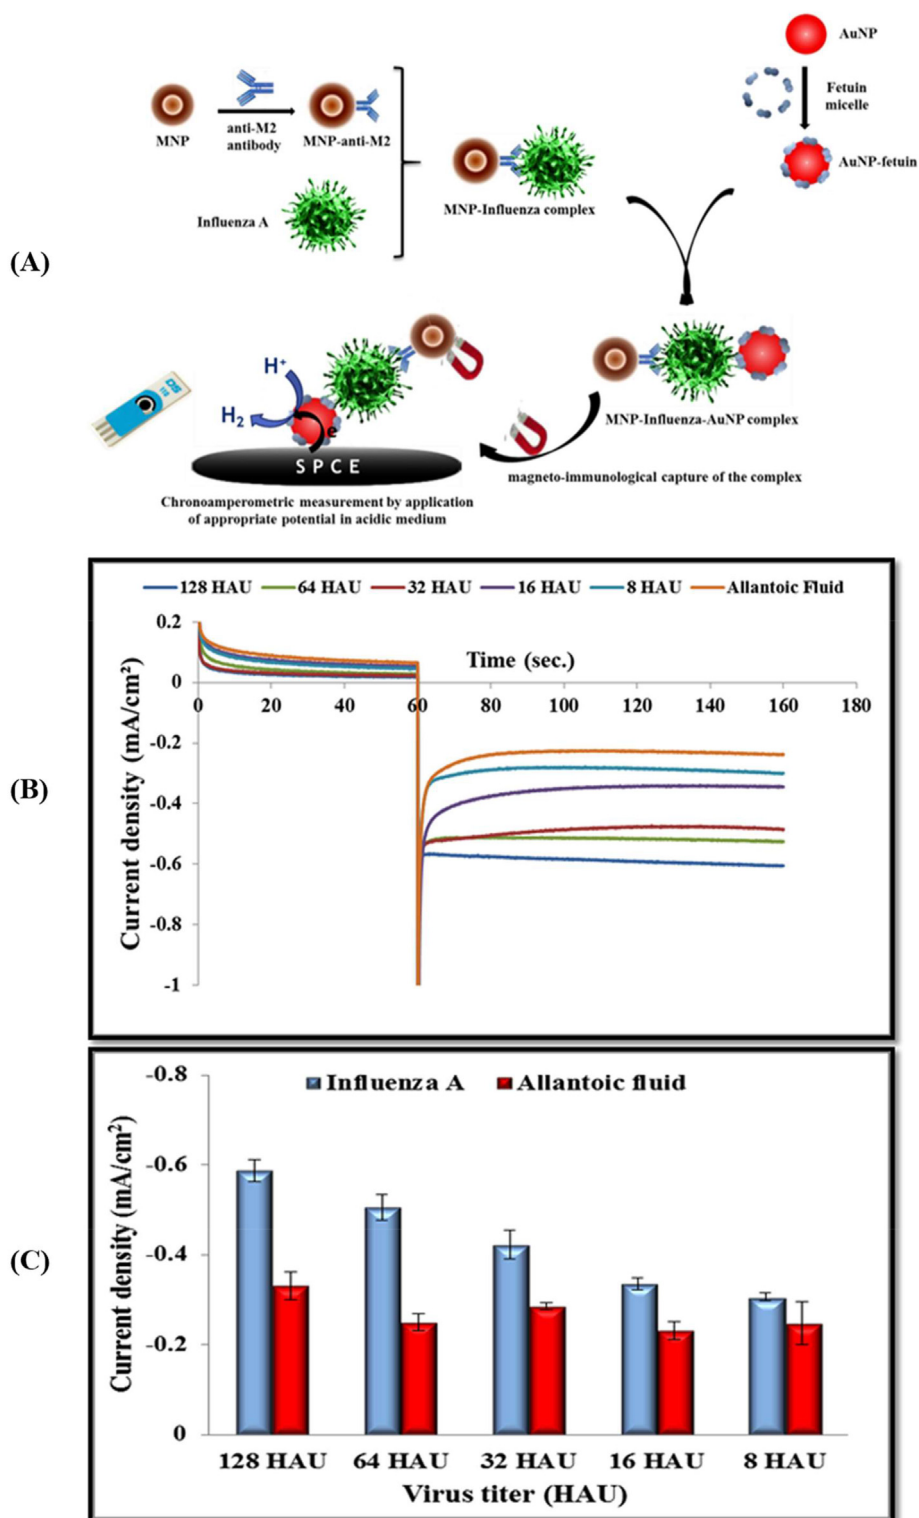 AuNP
Fetuin
micelle
AuNP-fetuin
MNP
anti-M2
antibody
MNP-anti-M2
Influenza A
MNP-Influenza complex
(A)
H+
H2
e
SPCE
MNP-Influenza-AuNP complex
magneto-immunological capture of the complex
Chronoamperometric measurement by application
of appropriate potential in acidic medium
(B)
128 HAU 64 HAU 32 HAU 16 HAU 8 HAU Allantoic Fluid
Current density (mA/cm²)
Time (sec.)
0.2
0
-0.2
-0.4
-0.6
-0.8
-1
0 20 40 60 80 100 120 140 160 180
(C)
Influenza A Allantoic fluid
Current density (mA/cm²)
-0.8
-0.6
-0.4
-0.2
0
128 HAU 64 HAU 32 HAU 16 HAU 8 HAU
Virus titer (HAU)